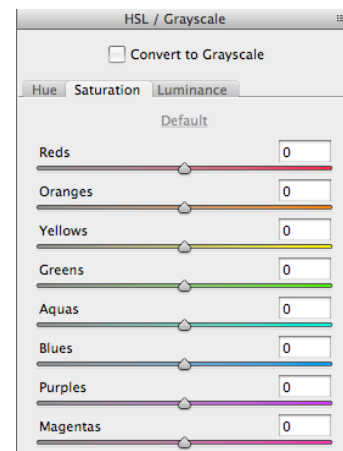 HSL / Grayscale
Convert to Grayscale
Hue Saturation Luminance
Default
Reds 0
Oranges 0
Yellows 0
Greens 0
Aquas 0
Blues 0
Purples 0
Magentas 0